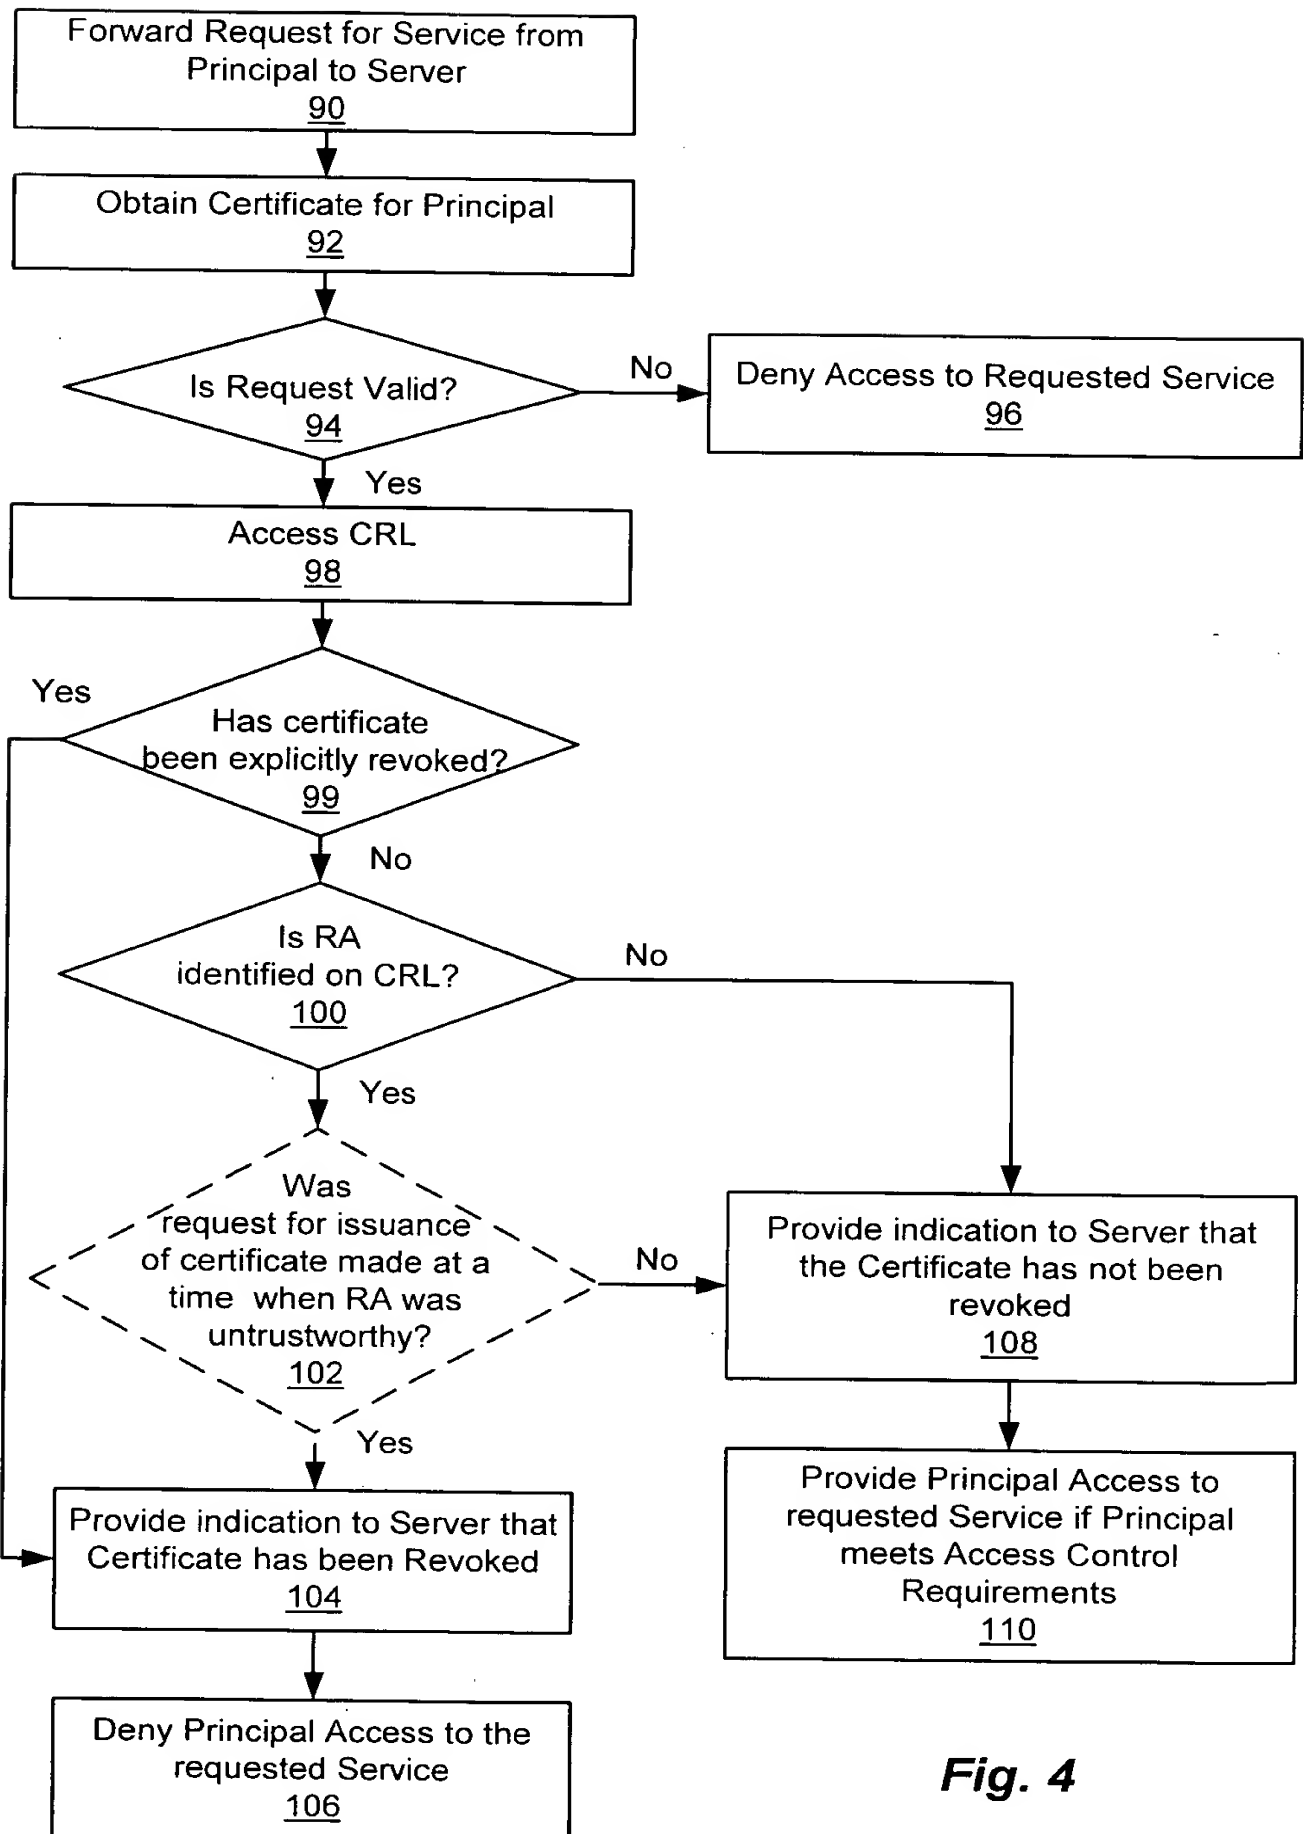 Forward Request for Service from
Principal to Server
90
Obtain Certificate for Principal
92
Is Request Valid?
94
No
Deny Access to Requested Service
96
Yes
Access CRL
98
Yes
Has certificate
been explicitly revoked?
99
No
Is RA
identified on CRL?
100
No
Yes
Was
request for issuance
of certificate made at a
time when RA was
untrustworthy?
102
No
Provide indication to Server that
the Certificate has not been
revoked
108
Yes
Provide indication to Server that
Certificate has been Revoked
104
Provide Principal Access to
requested Service if Principal
meets Access Control
Requirements
110
Deny Principal Access to the
requested Service
106
Fig. 4